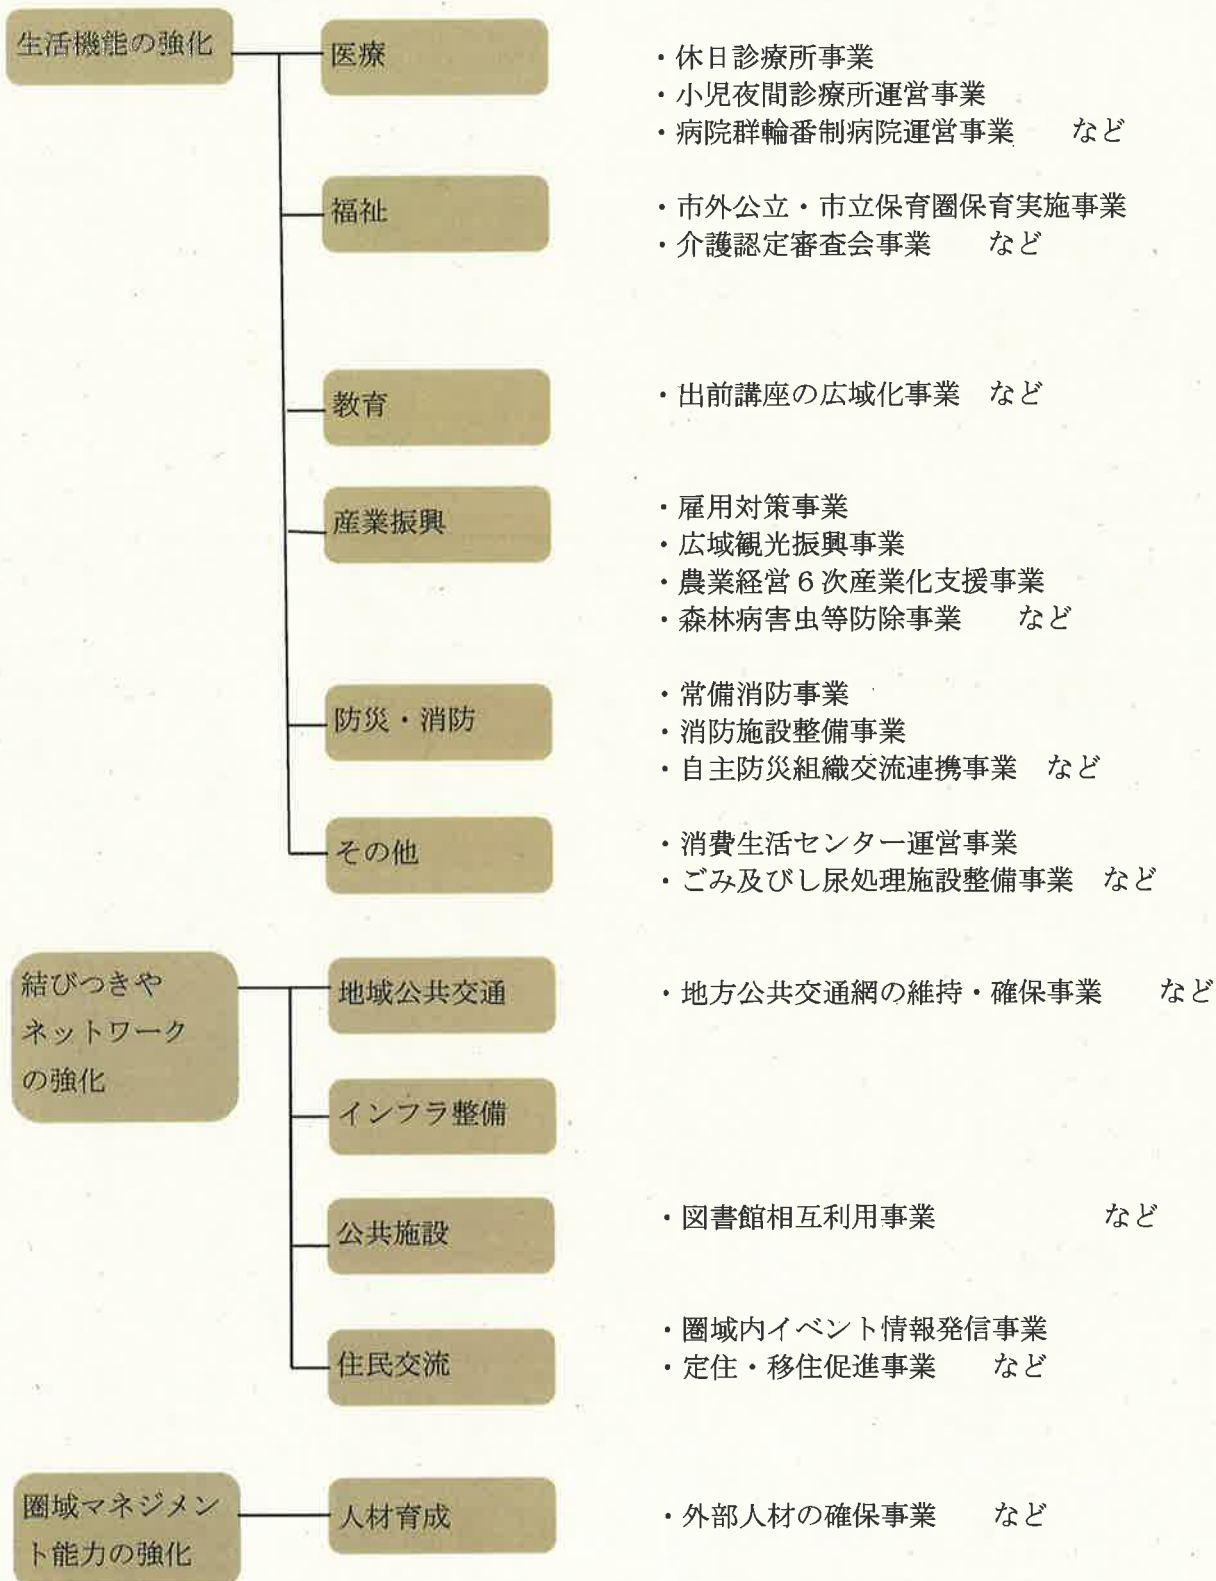 生活機能の強化
医療
・休日診療所事業
・小児夜間診療所運営事業
・病院群輪番制病院運営事業　　など
福祉
・市外公立・市立保育圏保育実施事業
・介護認定審査会事業　　など
教育
・出前講座の広域化事業　など
産業振興
・雇用対策事業
・広域観光振興事業
・農業経営６次産業化支援事業
・森林病害虫等防除事業　　など
防災・消防
・常備消防事業
・消防施設整備事業
・自主防災組織交流連携事業　など
その他
・消費生活センター運営事業
・ごみ及びし尿処理施設整備事業　など
結びつきや
ネットワーク
の強化
地域公共交通
・地方公共交通網の維持・確保事業　　など
インフラ整備
公共施設
・図書館相互利用事業　　　　　　など
住民交流
・圏域内イベント情報発信事業
・定住・移住促進事業　　など
圏域マネジメン
ト能力の強化
人材育成
・外部人材の確保事業　　など